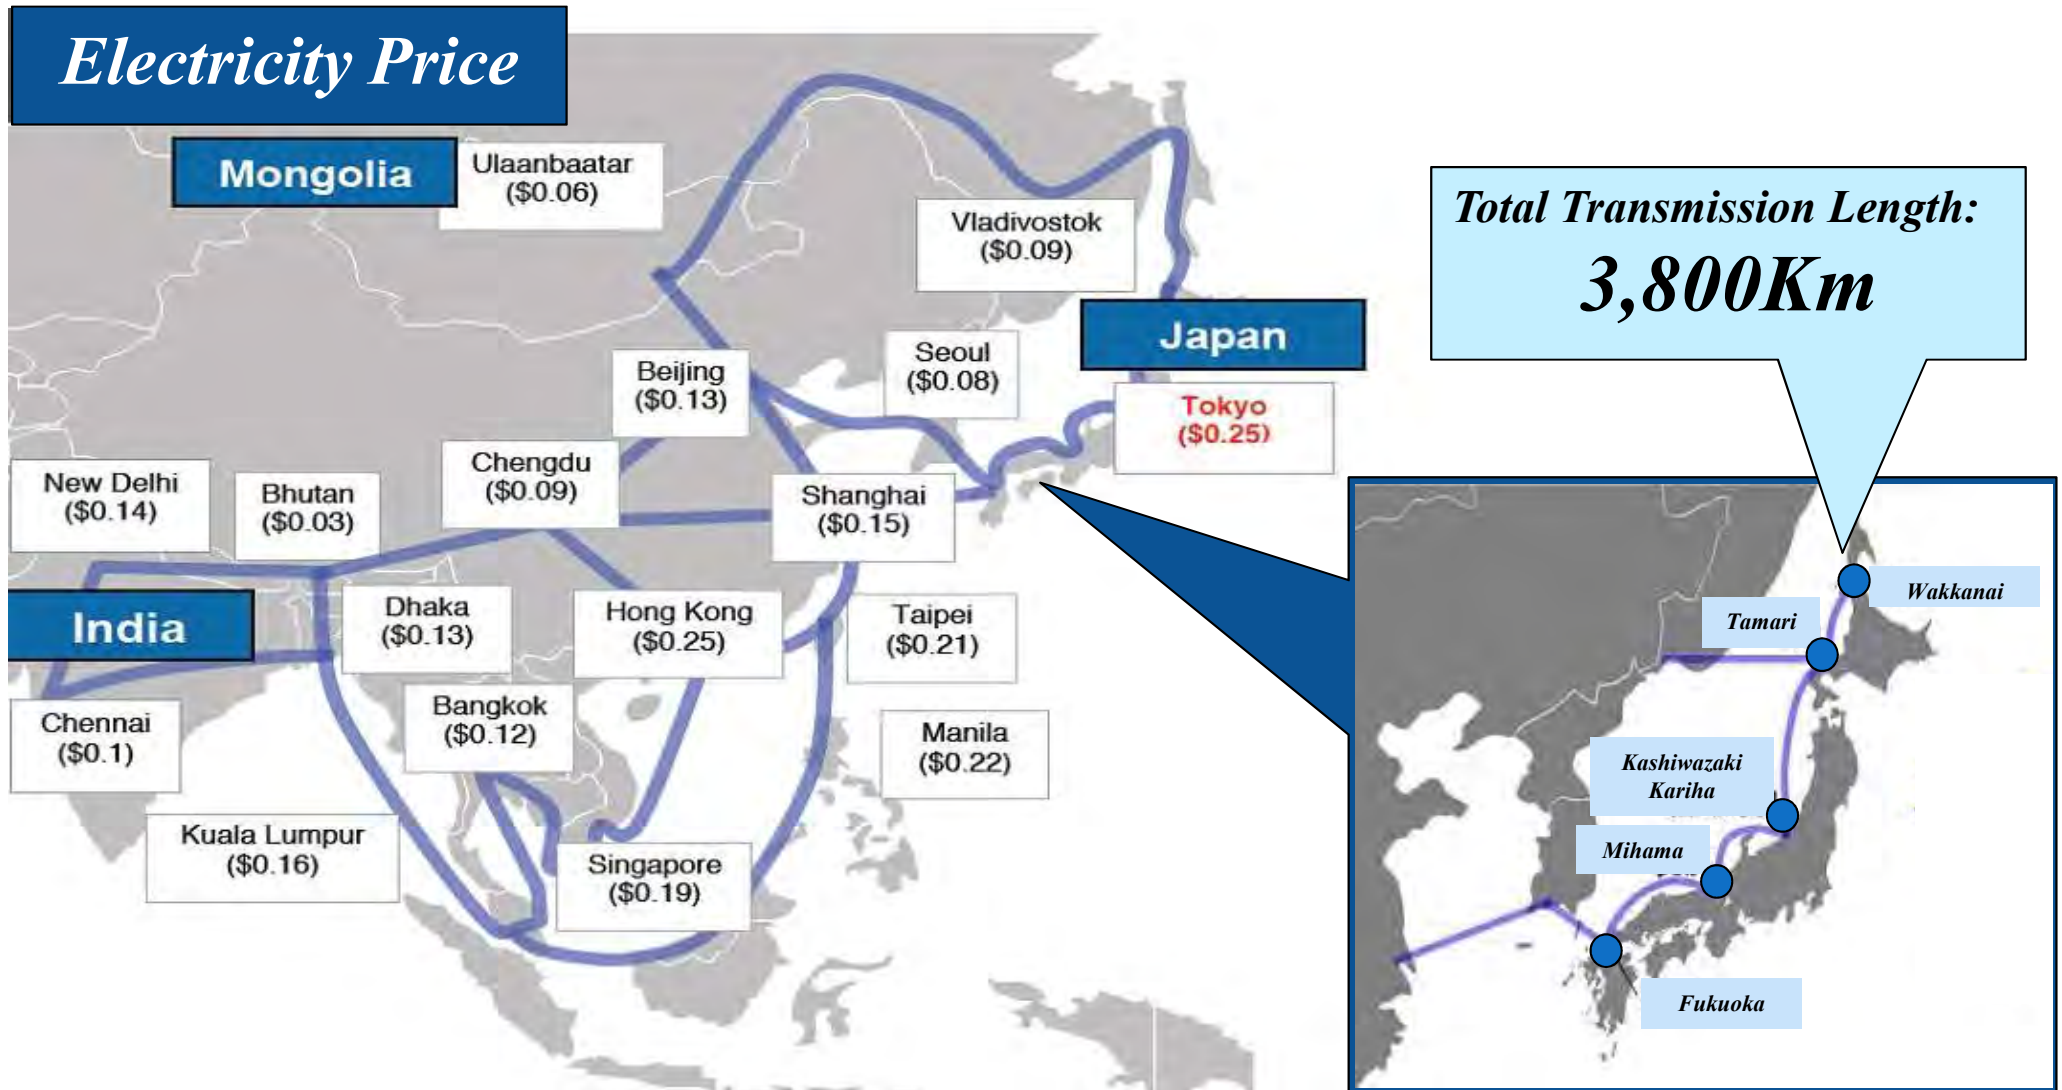 Electricity Price
Mongolia
Ulaanbaatar
($0.06)
Vladivostok
($0.09)
Total Transmission Length:
3,800Km
Japan
Seoul
($0.08)
Beijing
($0.13)
Tokyo
($0.25)
Chengdu
($0.09)
New Delhi
($0.14)
Bhutan
($0.03)
Shanghai
($0.15)
India
Dhaka
($0.13)
Hong Kong
($0.25)
Taipei
($0.21)
Chennai
($0.1)
Bangkok
($0.12)
Manila
($0.22)
Kuala Lumpur
($0.16)
Singapore
($0.19)
Wakkanai
Tamari
Kashiwazaki
Kariha
Mihama
Fukuoka